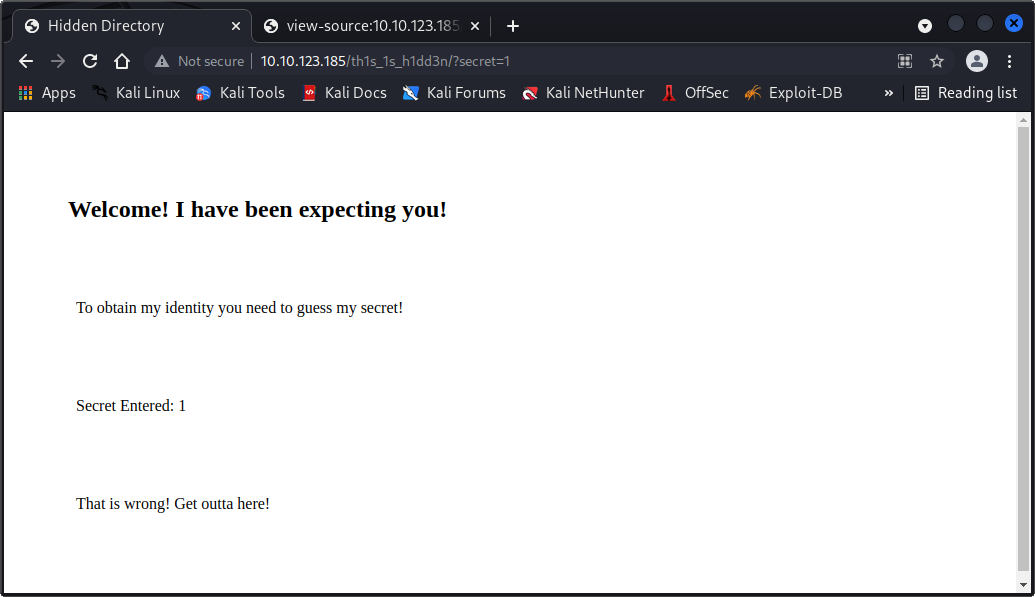 Hidden Directory
view-source:10.10.123.185
Not secure
10.10.123.185/th1s_1s_h1dd3n/?secret=1
Apps
Kali Linux
Kali Tools
Kali Docs
Kali Forums
Kali NetHunter
OffSec
Exploit-DB
»
Reading list
Welcome! I have been expecting you!
To obtain my identity you need to guess my secret!
Secret Entered: 1
That is wrong! Get outta here!